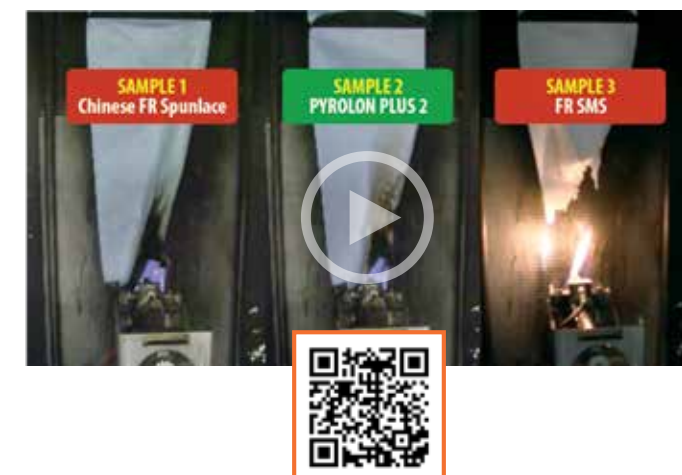 SAMPLE 1
Chinese FR Spunlace
SAMPLE 2
PYROLON PLUS 2
SAMPLE 3
FR SMS